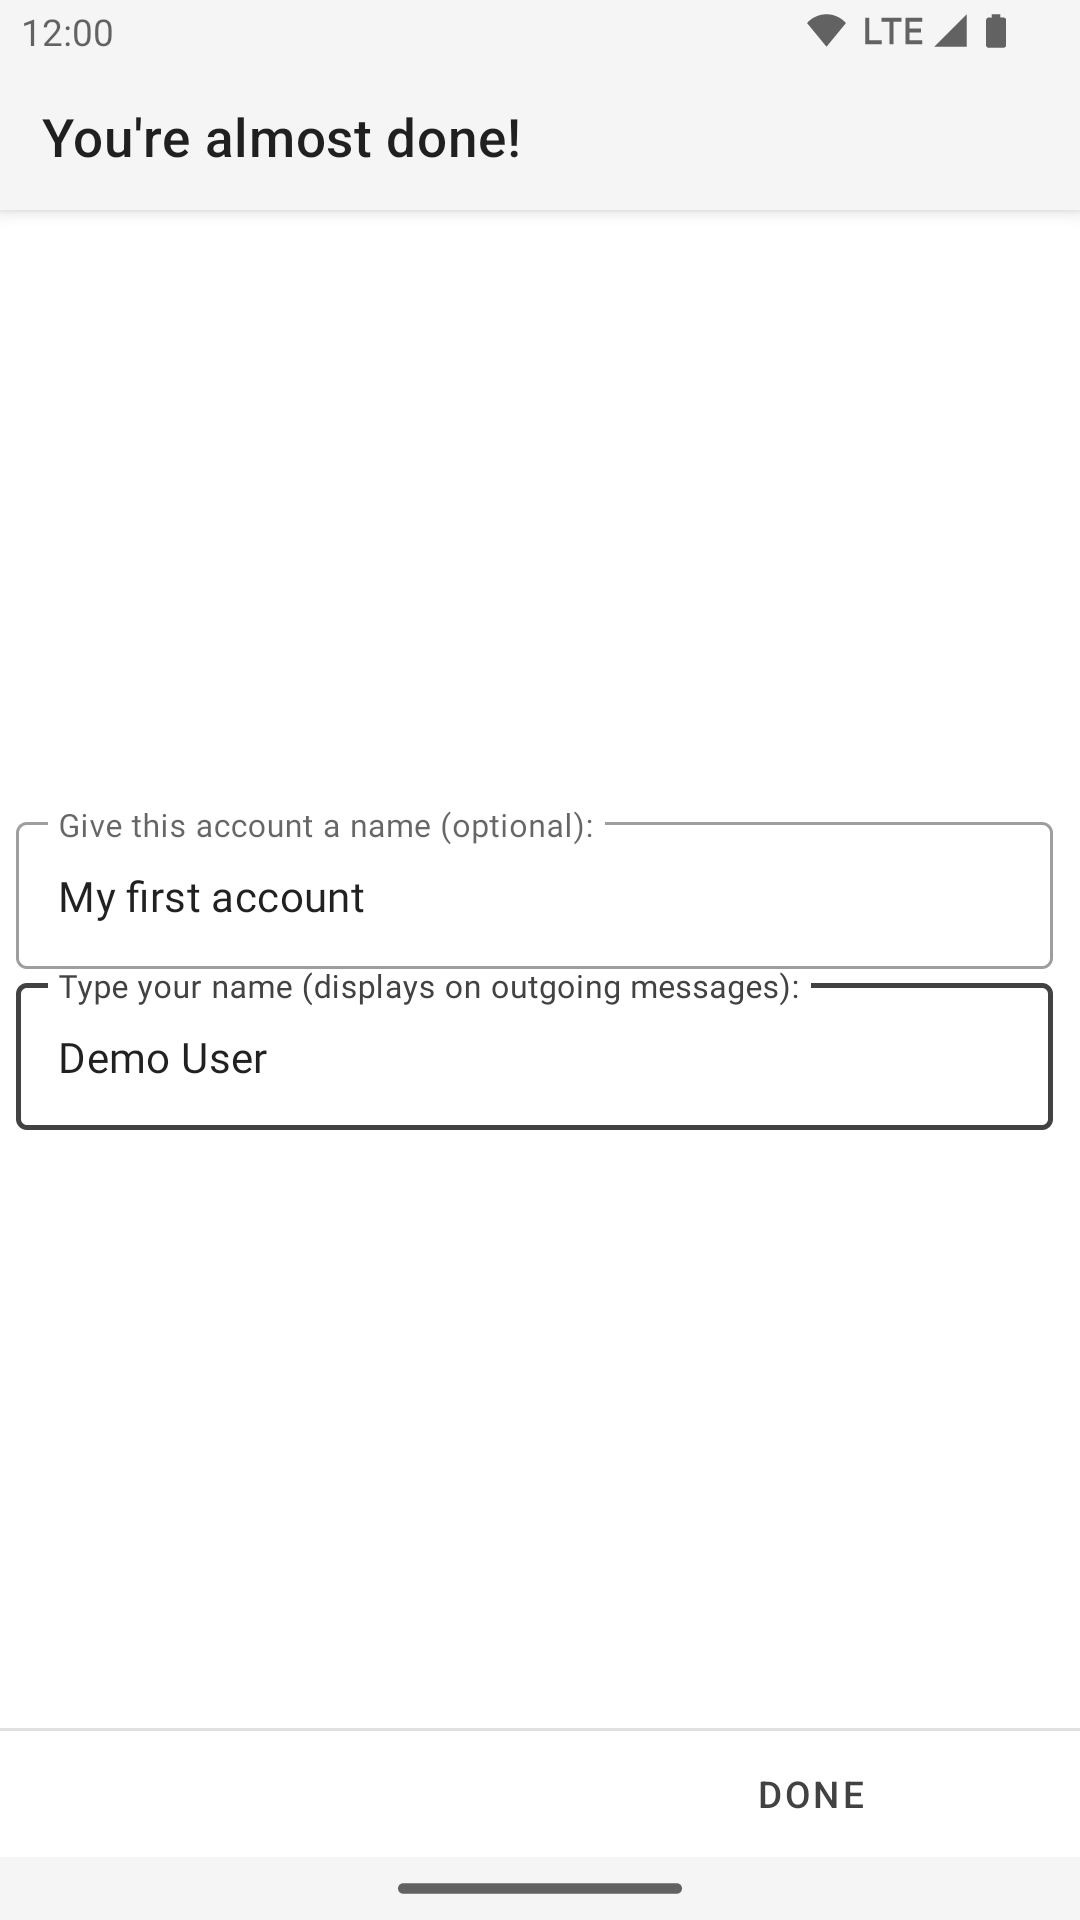 12:00
LTE
You're almost done!
Give this account a name (optional):
My first account
Type your name (displays on outgoing messages):
Demo User
DONE